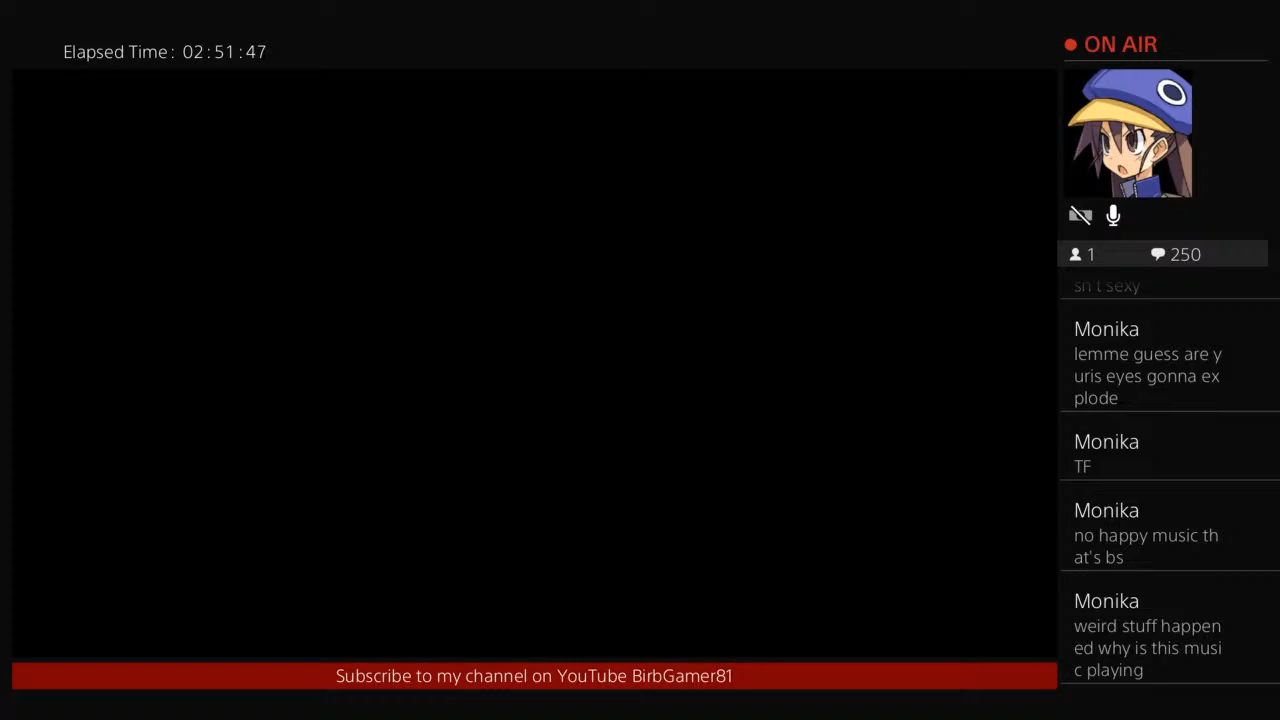 Elapsed Time: 02:51:47
ON AIR
1
250
sn't sexy
Monika
lemme guess are y
uris eyes gonna ex
plode
Monika
TF
Monika
no happy music th
at's bs
Monika
weird stuff happen
ed why is this musi
c playing
Subscribe to my channel on YouTube BirbGamer81